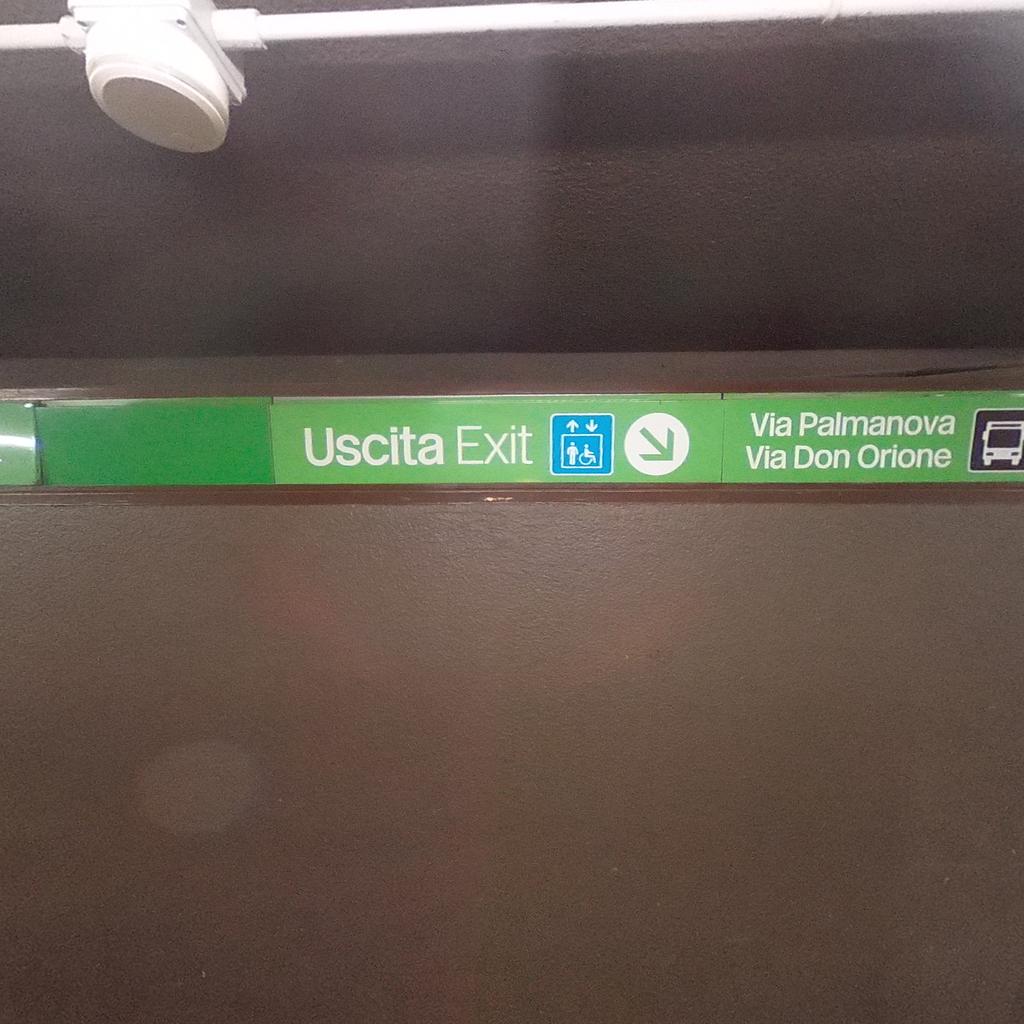 Uscita Exit
Via Palmanova
Via Don Orione